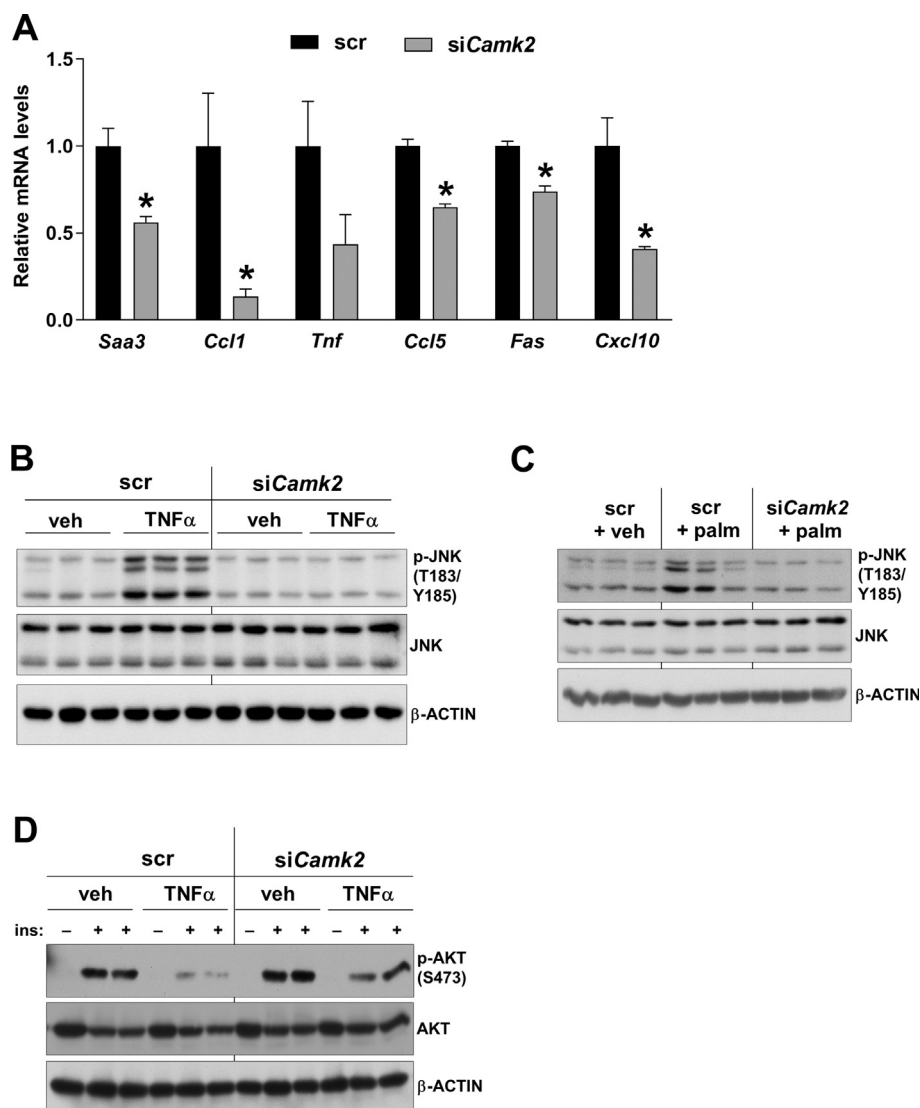 A
scr siCamk2
Relative mRNA levels
1.5
1.0
0.5
0.0
Saa3 Ccl1 Tnf Ccl5 Fas Cxcl10
* * * * *
B
scr siCamk2
veh TNFα veh TNFα
p-JNK
(T183/
Y185)
JNK
β-ACTIN
C
scr scr siCamk2
+ veh + palm + palm
p-JNK
(T183/
Y185)
JNK
β-ACTIN
D
scr siCamk2
veh TNFα veh TNFα
ins: – + + – + + – + + – + +
p-AKT
(S473)
AKT
β-ACTIN